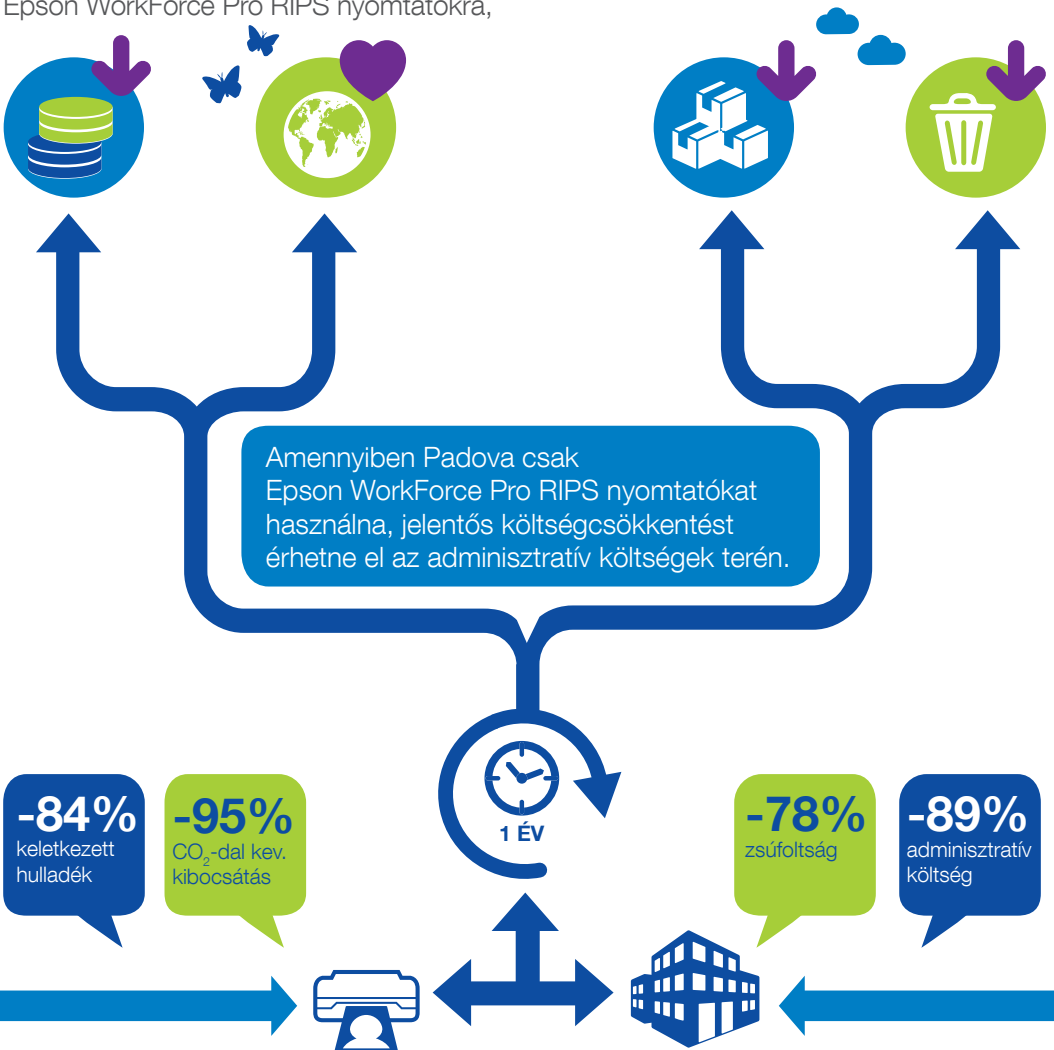 Epson WorkForce Pro RIPS nyomtatókra,
Amennyiben Padova csak
Epson WorkForce Pro RIPS nyomtatókat
használna, jelentős költségcsökkentést
érhetne el az adminisztratív költségek terén.
1 ÉV
-84%
keletkezett
hulladék
-95%
CO₂-dal kev.
kibocsátás
-78%
zsúfoltság
-89%
adminisztratív
költség